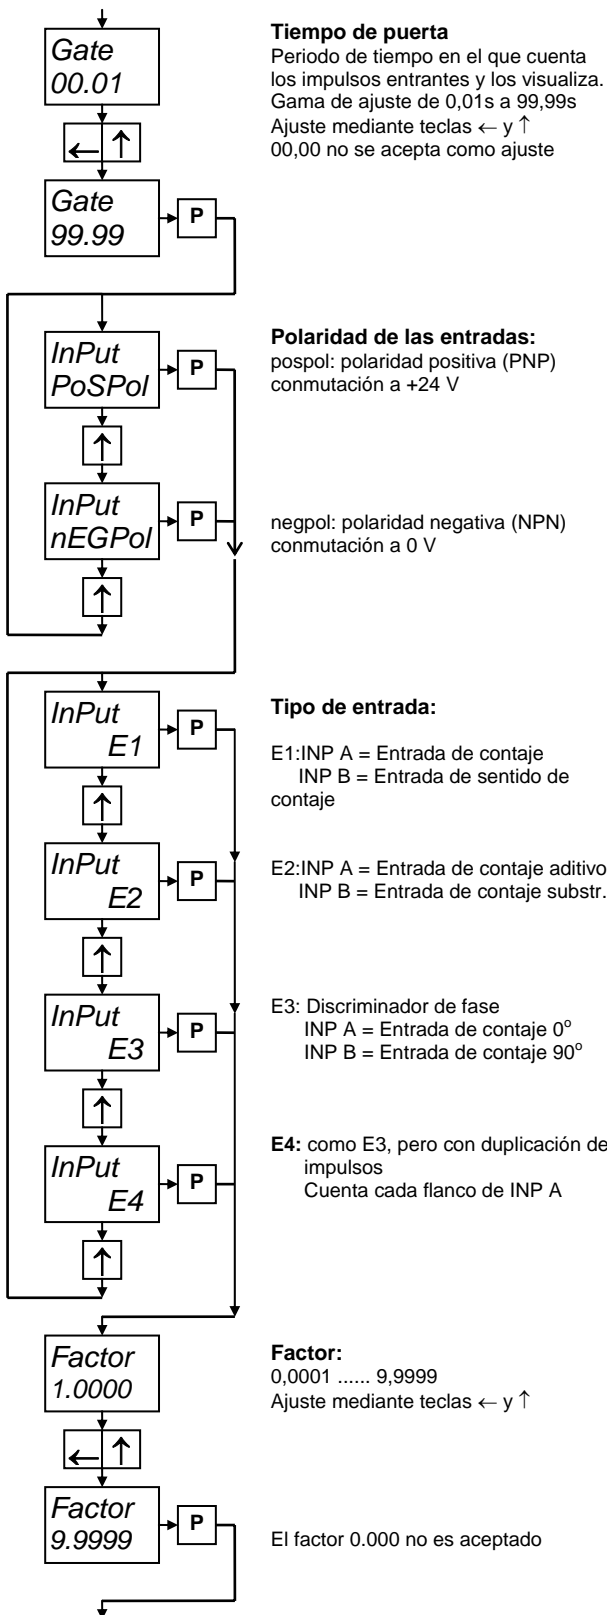 Gate
00.01
← ↑
Gate
99.99
P
Tiempo de puerta
Periodo de tiempo en el que cuenta
los impulsos entrantes y los visualiza.
Gama de ajuste de 0,01s a 99,99s
Ajuste mediante teclas ← y ↑
00,00 no se acepta como ajuste
InPut
PoSPol
P
↑
Polaridad de las entradas:
pospol: polaridad positiva (PNP)
conmutación a +24 V
InPut
nEGPol
P
↑
negpol: polaridad negativa (NPN)
conmutación a 0 V
InPut
E1
P
↑
Tipo de entrada:
E1:INP A = Entrada de contaje
INP B = Entrada de sentido de
contaje
InPut
E2
P
↑
E2:INP A = Entrada de contaje aditivo
INP B = Entrada de contaje substr.
InPut
E3
P
↑
E3: Discriminador de fase
INP A = Entrada de contaje 0°
INP B = Entrada de contaje 90°
InPut
E4
P
↑
E4: como E3, pero con duplicación de
impulsos
Cuenta cada flanco de INP A
Factor
1.0000
← ↑
Factor:
0,0001 ...... 9,9999
Ajuste mediante teclas ← y ↑
Factor
9.9999
P
El factor 0.000 no es aceptado